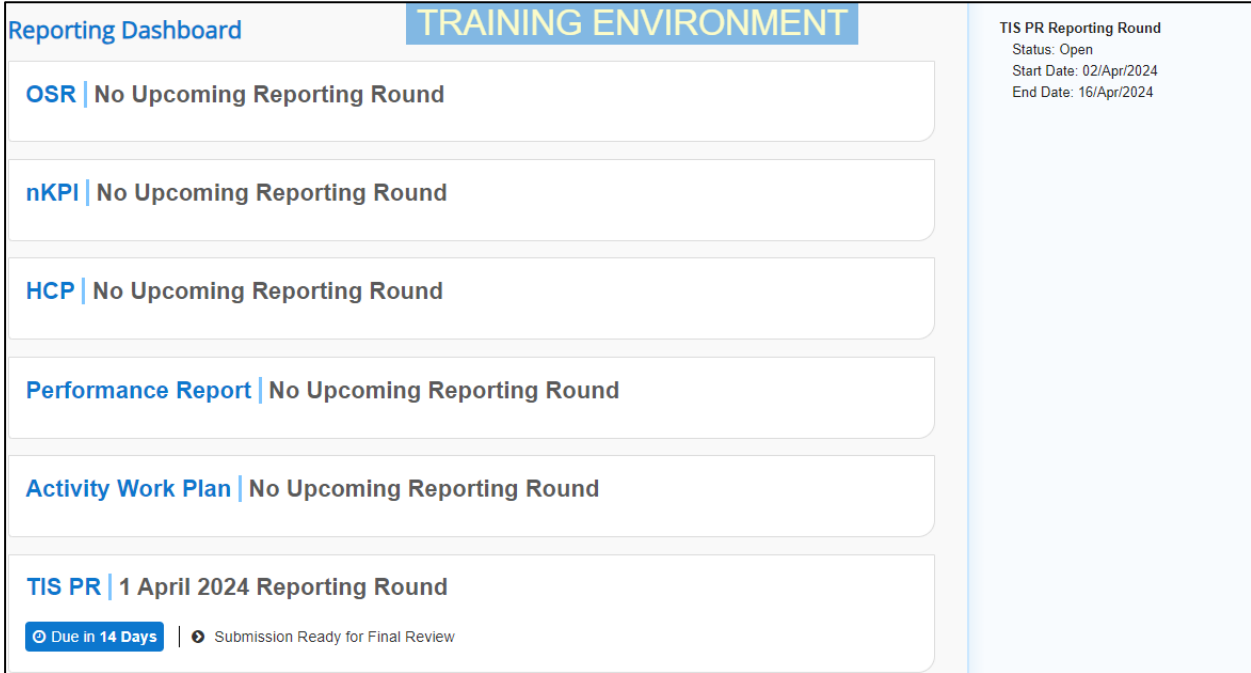 Reporting Dashboard
TRAINING ENVIRONMENT
OSR | No Upcoming Reporting Round
nKPI | No Upcoming Reporting Round
HCP | No Upcoming Reporting Round
Performance Report | No Upcoming Reporting Round
Activity Work Plan | No Upcoming Reporting Round
TIS PR | 1 April 2024 Reporting Round
Due in 14 Days | Submission Ready for Final Review
TIS PR Reporting Round
Status: Open
Start Date: 02/Apr/2024
End Date: 16/Apr/2024